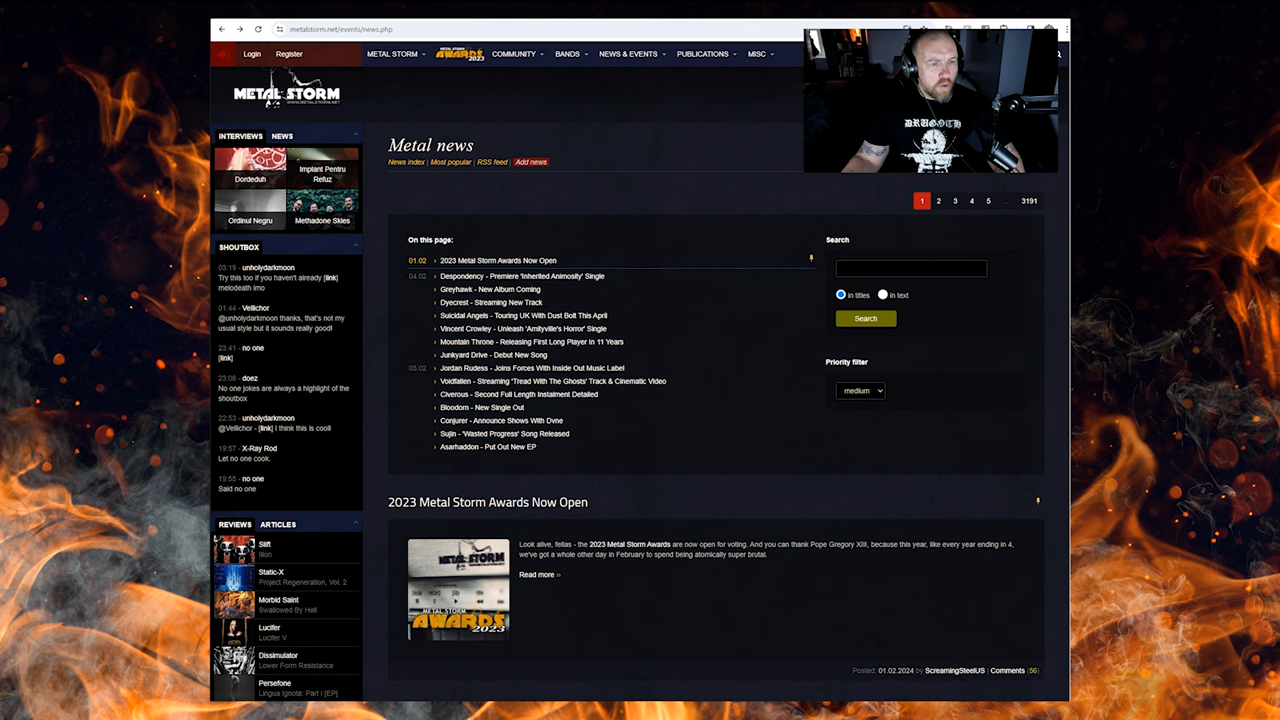 metalstorm.net/events/news.php
Login Register METAL STORM METAL STORM AWARDS 2023 COMMUNITY BANDS NEWS & EVENTS PUBLICATIONS MISC
METAL STORM
WWW.METALSTORM.NET
DRUGOTH
INTERVIEWS NEWS
Dordeduh
Implant Pentru
Refuz
Ordinul Negru
Methadone Skies
SHOUTBOX
03:19 - unholydarkmoon
Try this too if you haven't already [link]
melodeath imo
01:44 - Vellichor
@unholydarkmoon thanks, that's not my
usual style but it sounds really good!
23:41 - no one
[link]
23:08 - doez
No one jokes are always a highlight of the
shoutbox
22:53 - unholydarkmoon
@Vellichor - [link] I think this is cool!
19:57 - X-Ray Rod
Let no one cook.
19:55 - no one
Said no one
REVIEWS ARTICLES
Slift
Ilion
Static-X
Project Regeneration, Vol. 2
Morbid Saint
Swallowed By Hell
Lucifer
Lucifer V
Dissimulator
Lower Form Resistance
Persefone
Lingua Ignota: Part I [EP]
Metal news
News index | Most popular | RSS feed | Add news
1 2 3 4 5 ... 3191
On this page:
01.02 › 2023 Metal Storm Awards Now Open
04.02 › Despondency - Premiere 'Inherited Animosity' Single
› Greyhawk - New Album Coming
› Dyecrest - Streaming New Track
› Suicidal Angels - Touring UK With Dust Bolt This April
› Vincent Crowley - Unleash 'Amityville's Horror' Single
› Mountain Throne - Releasing First Long Player In 11 Years
› Junkyard Drive - Debut New Song
03.02 › Jordan Rudess - Joins Forces With Inside Out Music Label
› Voidfallen - Streaming 'Tread With The Ghosts' Track & Cinematic Video
› Civerous - Second Full Length Instalment Detailed
› Bloodorn - New Single Out
› Conjurer - Announce Shows With Dvne
› Sujin - 'Wasted Progress' Song Released
› Asarhaddon - Put Out New EP
Search
In titles In text
Search
Priority filter
medium
2023 Metal Storm Awards Now Open
METAL STORM
METAL STORM
AWARDS
2023
Look alive, fellas - the 2023 Metal Storm Awards are now open for voting. And you can thank Pope Gregory XIII, because this year, like every year ending in 4,
we've got a whole other day in February to spend being atomically super brutal.
Read more ››
Posted: 01.02.2024 by ScreamingSteelUS | Comments (56)